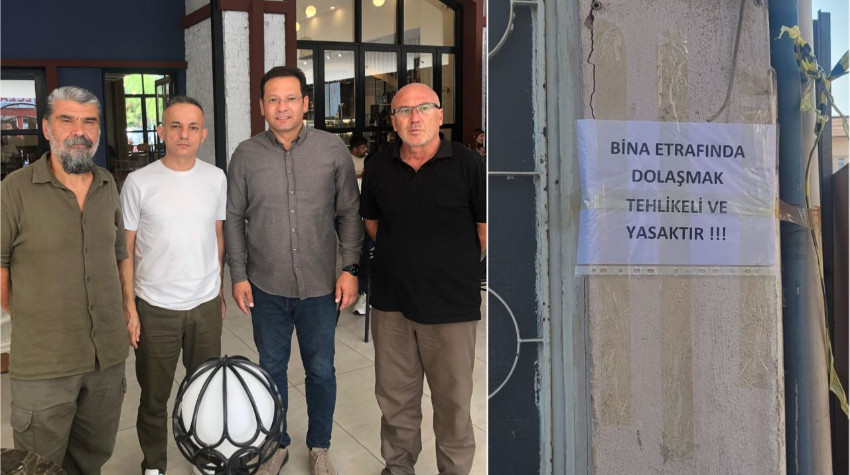 BİNA ETRAFINDA
DOLAŞMAK
TEHLİKELİ VE
YASAKTIR !!!